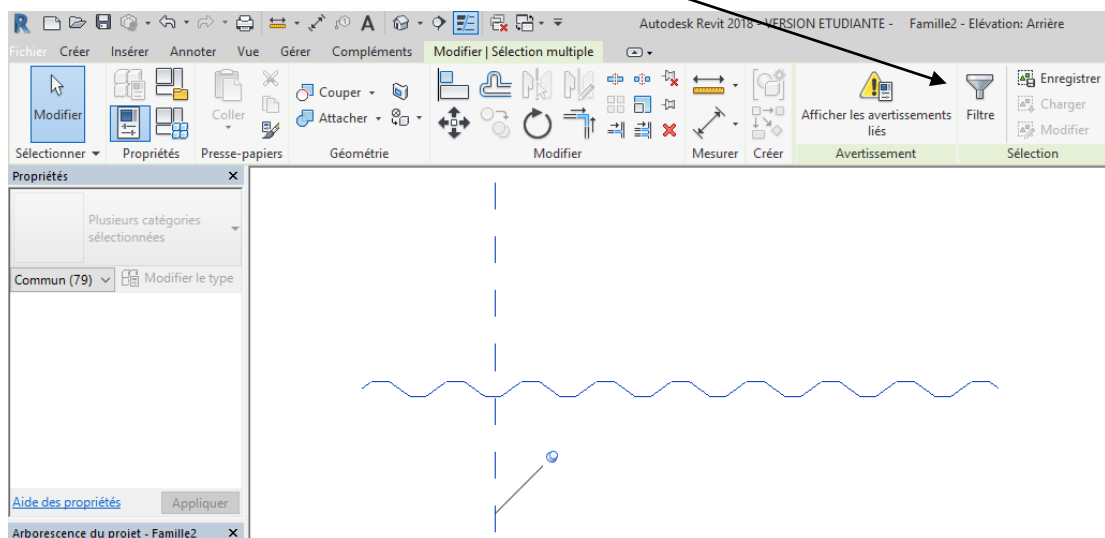 Autodesk Revit 2018 - VERSION ETUDIANTE - Famille2 - Elévation: Arrière
Fichier Créer Insérer Annoter Vue Gérer Compléments Modifier | Sélection multiple
Modifier
Coller
Couper
Attacher
Afficher les avertissements
liés
Filtre
Enregistrer
Charger
Modifier
Sélectionner Propriétés Presse-papiers Géométrie Modifier Mesurer Créer Avertissement Sélection
Propriétés
Plusieurs catégories
sélectionnées
Commun (79) Modifier le type
Aide des propriétés Appliquer
Arborescence du projet - Famille2